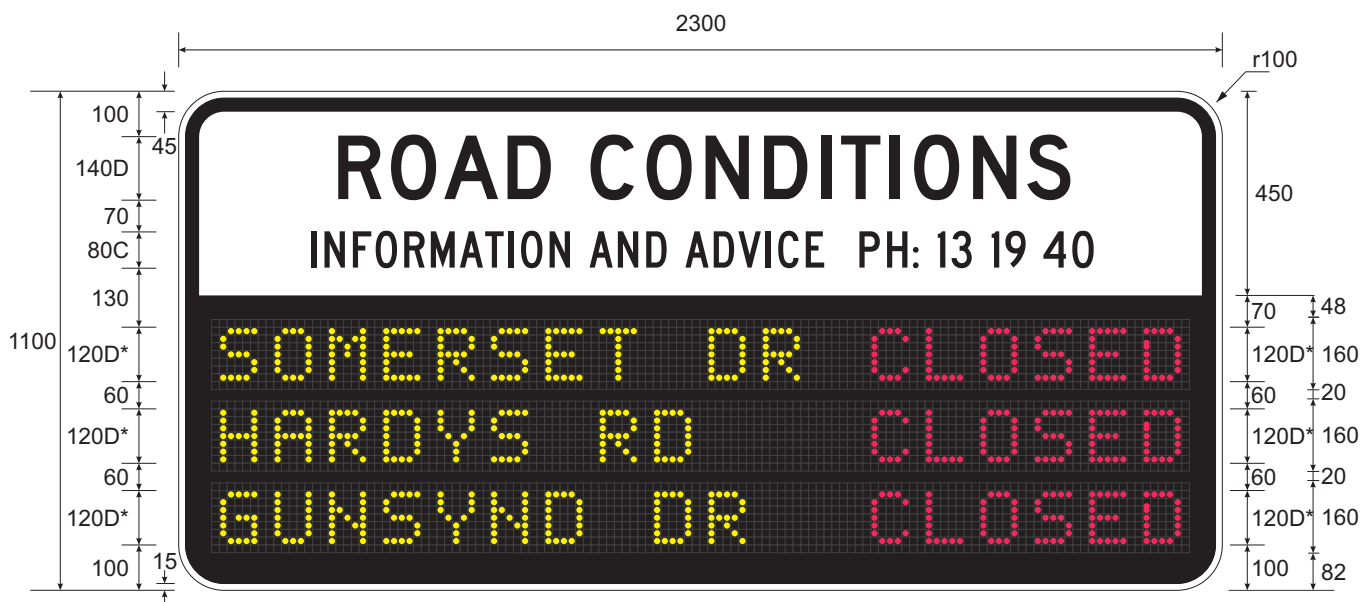 2300
r100
100
45
140D
70
80C
130
1100
120D*
60
120D*
60
120D*
100
15
ROAD CONDITIONS
INFORMATION AND ADVICE PH: 13 19 40
SOMERSET DR CLOSED
HARDYS RD CLOSED
GUNSYND DR CLOSED
450
70
48
120D*
160
60
20
120D*
160
60
20
120D*
160
100
82